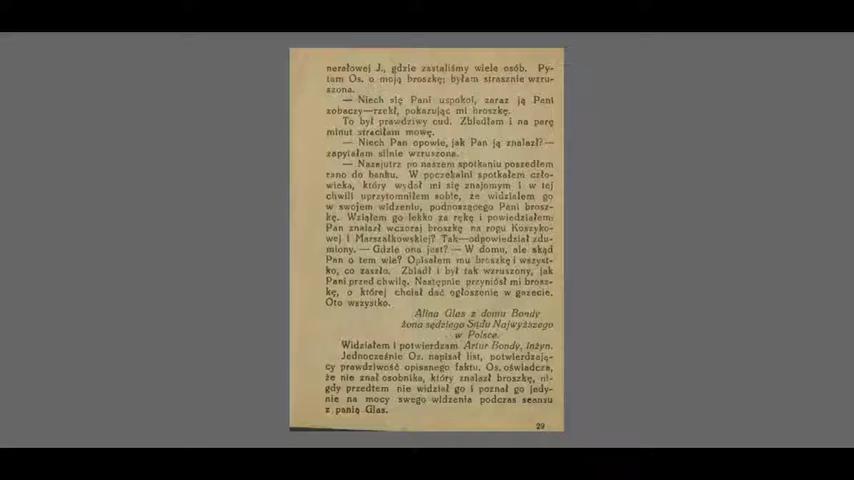 nerałowej J., gdzie zastaliśmy wiele osób. Py-
tam Os. o moją broszkę; byłam strasznie wzru-
szona.
— Niech się Pani uspokoi, zaraz ją Pani
zobaczy—rzekł, pokazując mi broszkę.
To był prawdziwy cud. Zbladłam i na parę
minut straciłam mowę.
— Niech Pan opowie, jak Pan ją znalazł?—
zapytałam silnie wzruszona.
— Nazajutrz po naszem spotkaniu poszedłem
rano do banku. W poczekalni spotkałem czło-
wieka, który wydał mi się znajomym i w tej
chwili uprzytomniłem sobie, że widziałem go
w swojem widzeniu, podnoszącego Pani brosz-
kę. Wziąłem go lekko za rękę i powiedziałem:
Pan znalazł wczoraj broszkę na rogu Koszyko-
wej i Marszałkowskiej? Tak—odpowiedział zdu-
miony. — Gdzie ona jest? — W domu, ale skąd
Pan o tem wie? Opisałem mu broszkę i wszyst-
ko, co zaszło. Zbladł i był tak wzruszony, jak
Pani przed chwilą. Następnie przyniósł mi brosz-
kę, o której chciał dać ogłoszenie w gazecie.
Oto wszystko.
Alina Glas z domu Bondy
żona sędziego Sądu Najwyższego
w Polsce.
Widziałem i potwierdzam Artur Bondy, inżyn.
Jednocześnie Os. napisał list, potwierdzają-
cy prawdziwość opisanego faktu. Os. oświadcza,
że nie znał osobnika, który znalazł broszkę, ni-
gdy przedtem nie widział go i poznał go jedy-
nie na mocy swego widzenia podczas seansu
z panią Glas.
29